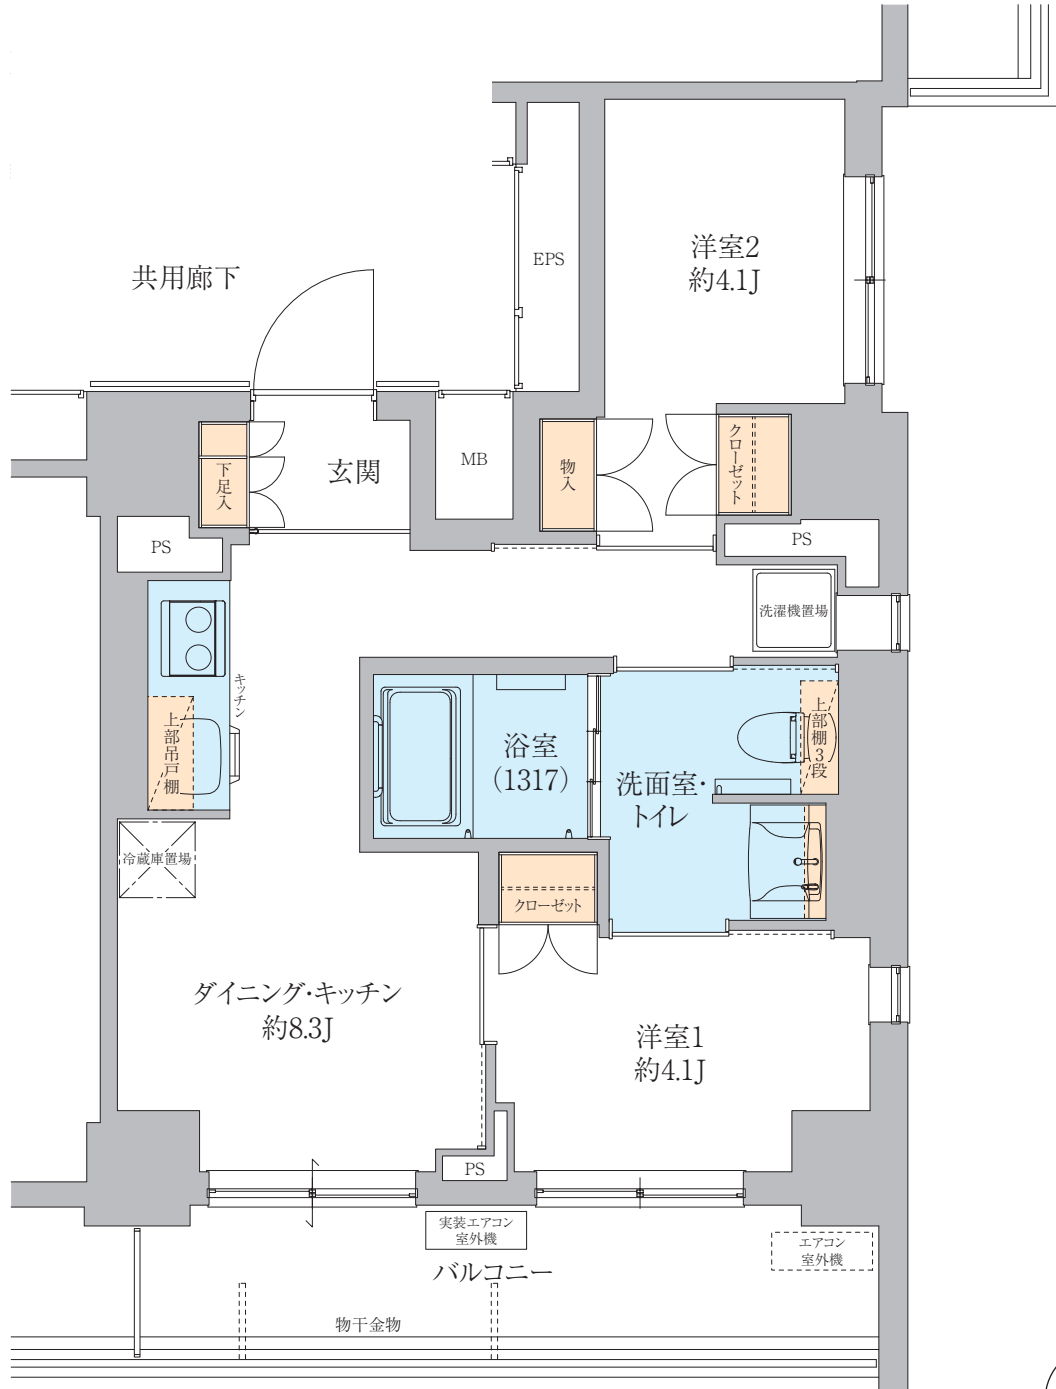 洋室2
約4.1J
EPS
共用廊下
クローゼット
玄関
MB
物入
下足入
PS
PS
洗濯機置場
キッチン
上部吊戸棚
上部棚3段
浴室
(1317)
洗面室・
トイレ
冷蔵庫置場
クローゼット
ダイニング・キッチン
約8.3J
洋室1
約4.1J
PS
実装エアコン
室外機
エアコン
室外機
バルコニー
物干金物